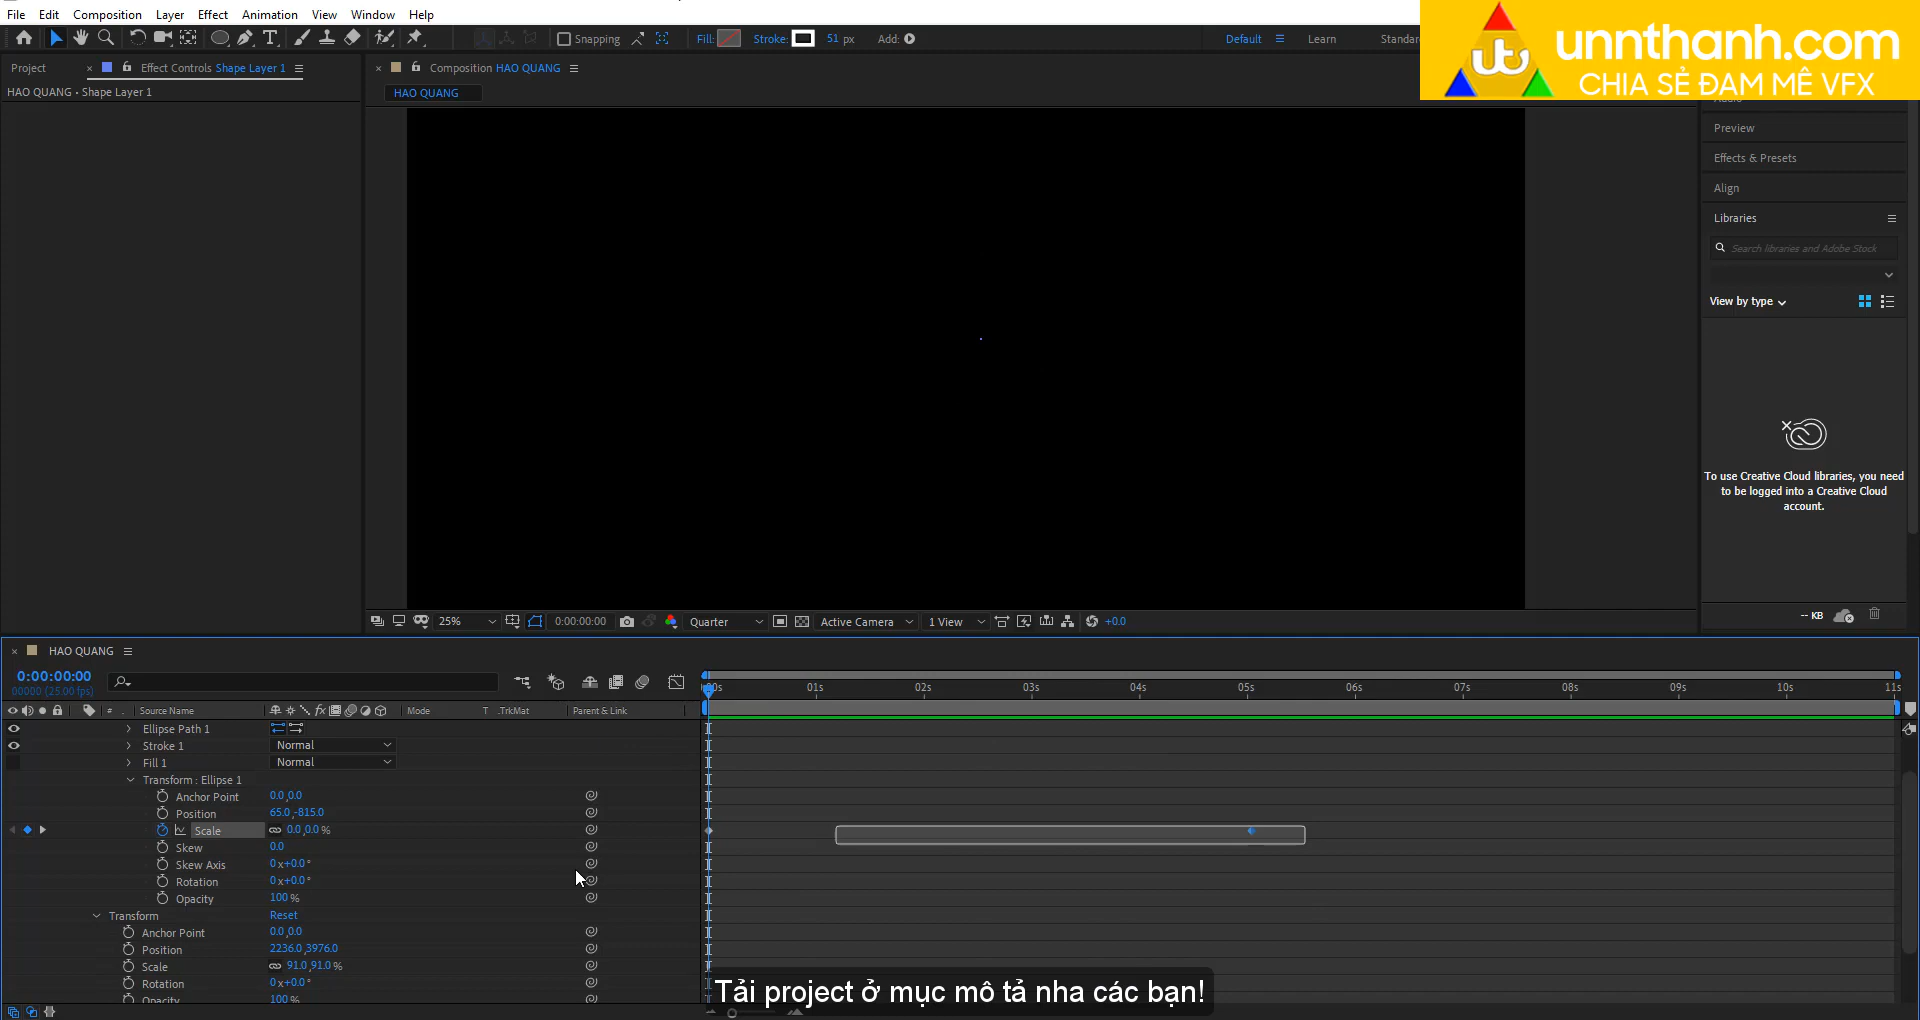 File Edit Composition Layer Effect Animation View Window Help
Snapping Fill: Stroke: 51 px Add: Default Learn Standard
unnthanh.com
CHIA SẺ ĐAM MÊ VFX
Project × Effect Controls Shape Layer 1
× Composition HAO QUANG
HAO QUANG • Shape Layer 1
HAO QUANG
Audio
Preview
Effects & Presets
Align
Libraries
Search libraries and Adobe Stock
View by type
To use Creative Cloud libraries, you need
to be logged into a Creative Cloud
account.
-- KB
25% 0:00:00:00 Quarter Active Camera 1 View +0.0
× HAO QUANG
0:00:00:00
00000 (25.00 fps)
:00s 01s 02s 03s 04s 05s 06s 07s 08s 09s 10s 11s
# Source Name fx Mode T .TrkMat Parent & Link
Ellipse Path 1
Stroke 1 Normal
Fill 1 Normal
Transform : Ellipse 1
Anchor Point 0.0,0.0
Position 65.0,-815.0
Scale 0.0,0.0 %
Skew 0.0
Skew Axis 0x+0.0°
Rotation 0x+0.0°
Opacity 100 %
Transform Reset
Anchor Point 0.0,0.0
Position 2236.0,3976.0
Scale 91.0,91.0 %
Rotation 0x+0.0°
Opacity 100 %
Tải project ở mục mô tả nha các bạn!